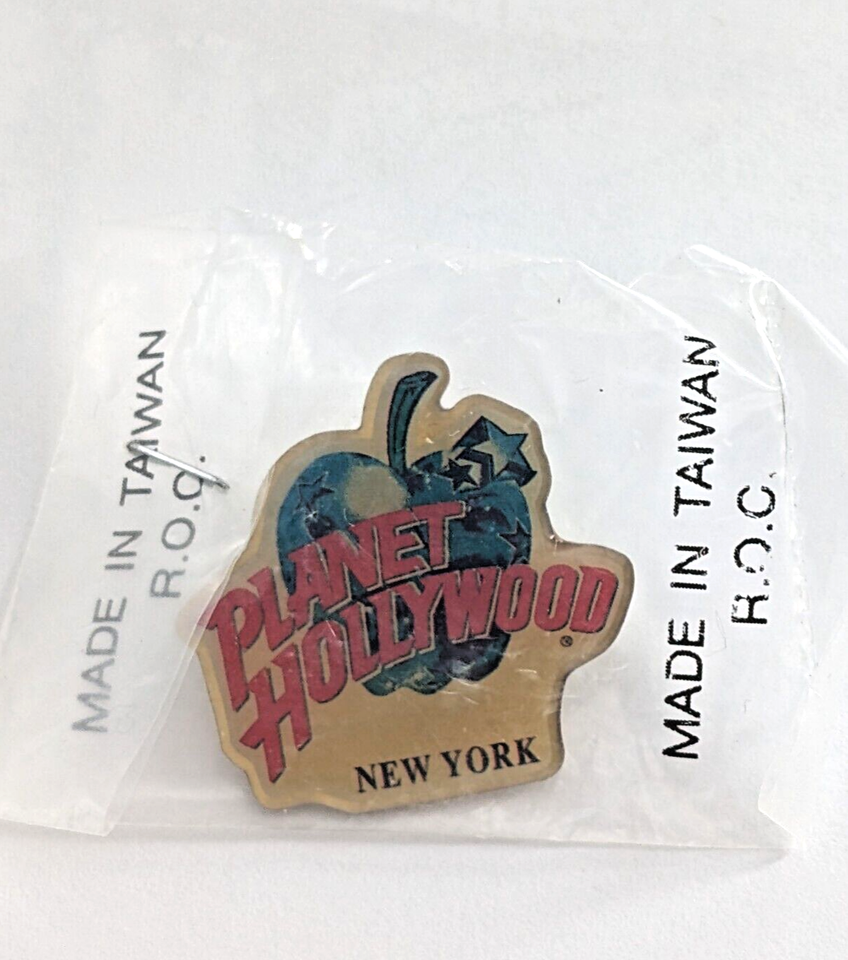 MADE IN TAIWAN
R.O.C.
PLANET
HOLLYWOOD
®
NEW YORK
MADE IN TAIWAN
R.O.C.